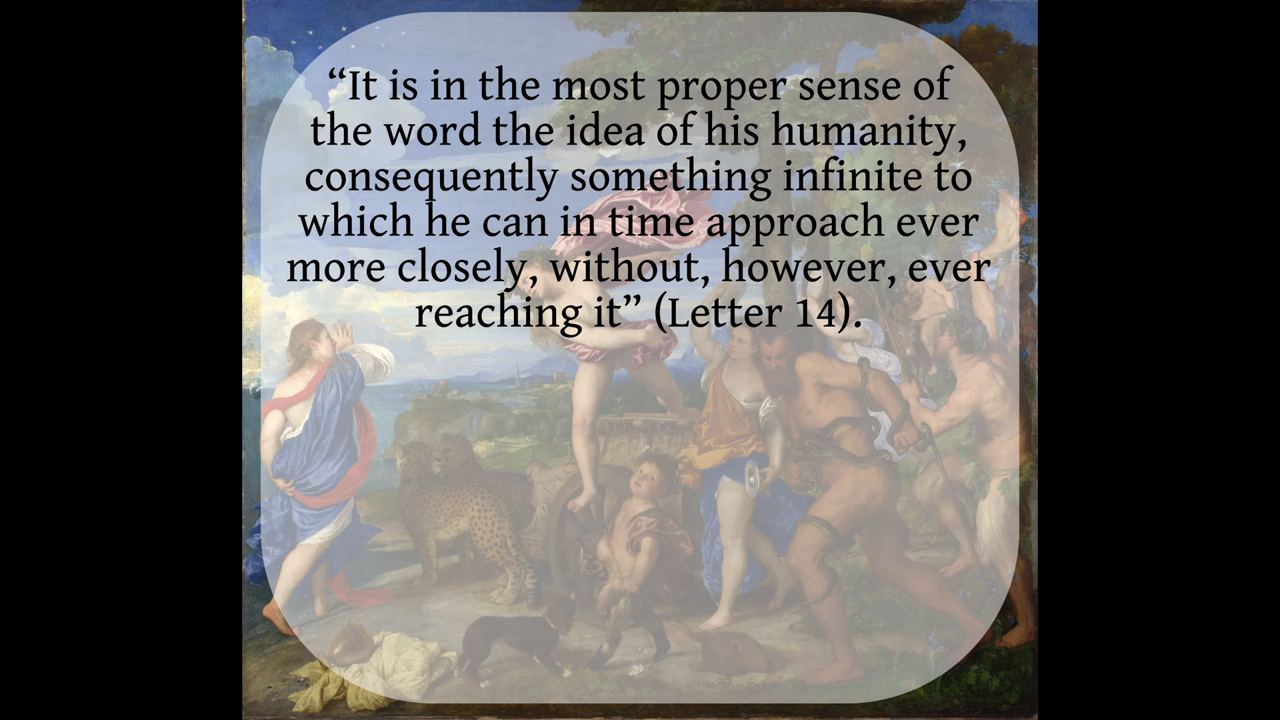 “It is in the most proper sense of
the word the idea of his humanity,
consequently something infinite to
which he can in time approach ever
more closely, without, however, ever
reaching it” (Letter 14).